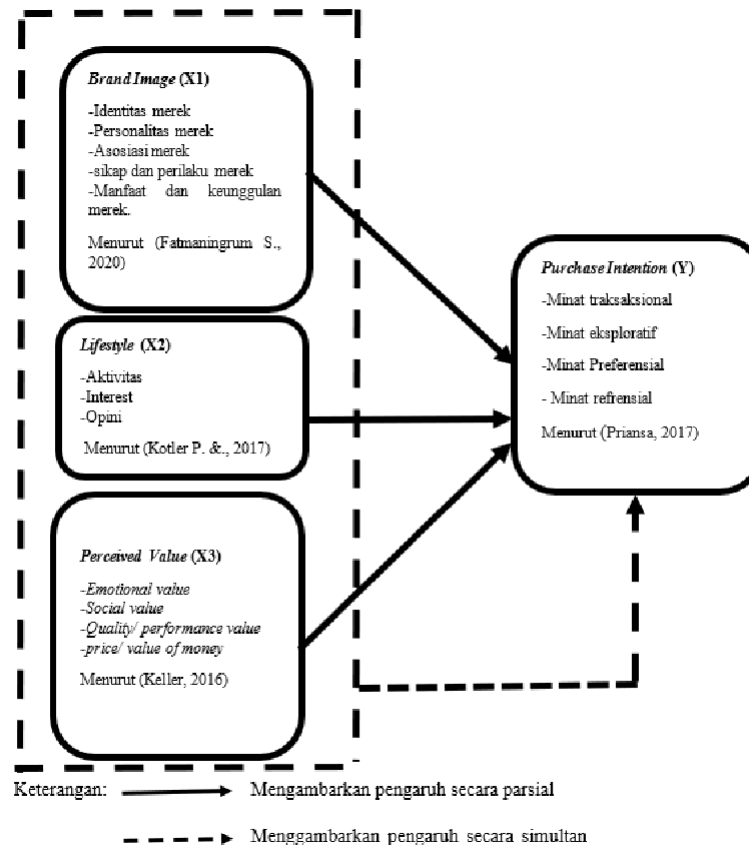 Brand Image (X1)
-Identitas merek
-Personalitas merek
-Asosiasi merek
-sikap dan perilaku merek
-Manfaat dan keunggulan
merek.
Menurut (Fatmaningrum S.,
2020)
Lifestyle (X2)
-Aktivitas
-Interest
-Opini
Menurut (Kotler P. &., 2017)
Perceived Value (X3)
-Emotional value
-Social value
-Quality/ performance value
-price/ value of money
Menurut (Keller, 2016)
Purchase Intention (Y)
-Minat traksaksional
-Minat eksploratif
-Minat Preferensial
- Minat refrensial
Menurut (Priansa, 2017)
Keterangan:
Mengambarkan pengaruh secara parsial
Menggambarkan pengaruh secara simultan